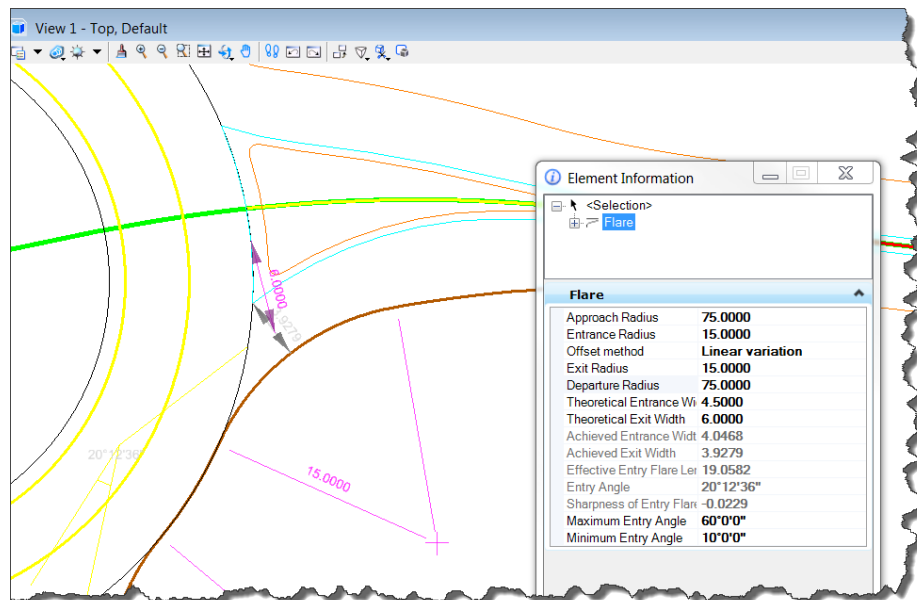 View 1 - Top, Default
Element Information
<Selection>
Flare
Flare
Approach Radius 75.0000
Entrance Radius 15.0000
Offset method Linear variation
Exit Radius 15.0000
Departure Radius 75.0000
Theoretical Entrance Wi 4.5000
Theoretical Exit Width 6.0000
Achieved Entrance Widt 4.0468
Achieved Exit Width 3.9279
Effective Entry Flare Ler 19.0582
Entry Angle 20°12'36"
Sharpness of Entry Flare -0.0229
Maximum Entry Angle 60°0'0"
Minimum Entry Angle 10°0'0"
6.0000
3.9279
20°12'36"
15.0000